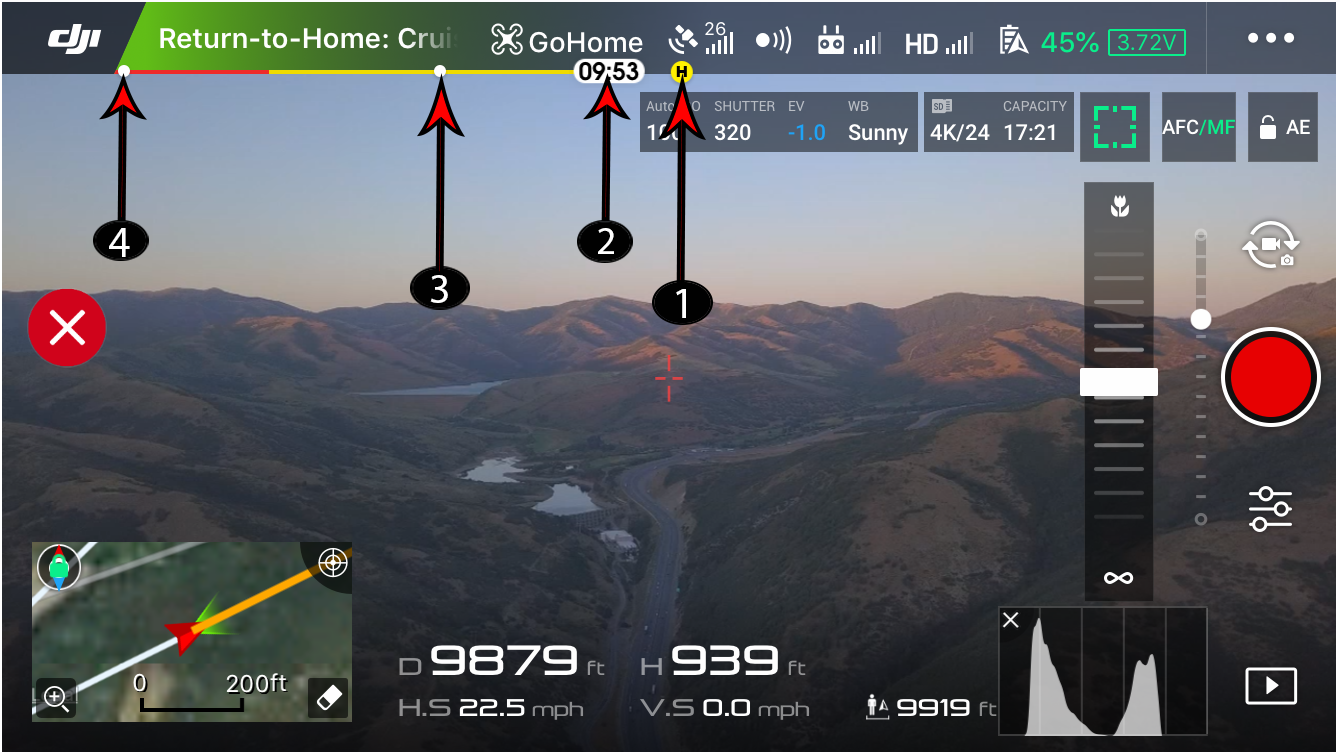 dji Return-to-Home: Crui GoHome 26 HD 45% 3.72V
09:53 H
SHUTTER EV WB SD CAPACITY
320 -1.0 Sunny 4K/24 17:21 AFC/MF AE
4 2
3 1
0 200ft
D 9879 ft H 939 ft
H.S 22.5 mph V.S 0.0 mph 9919 ft